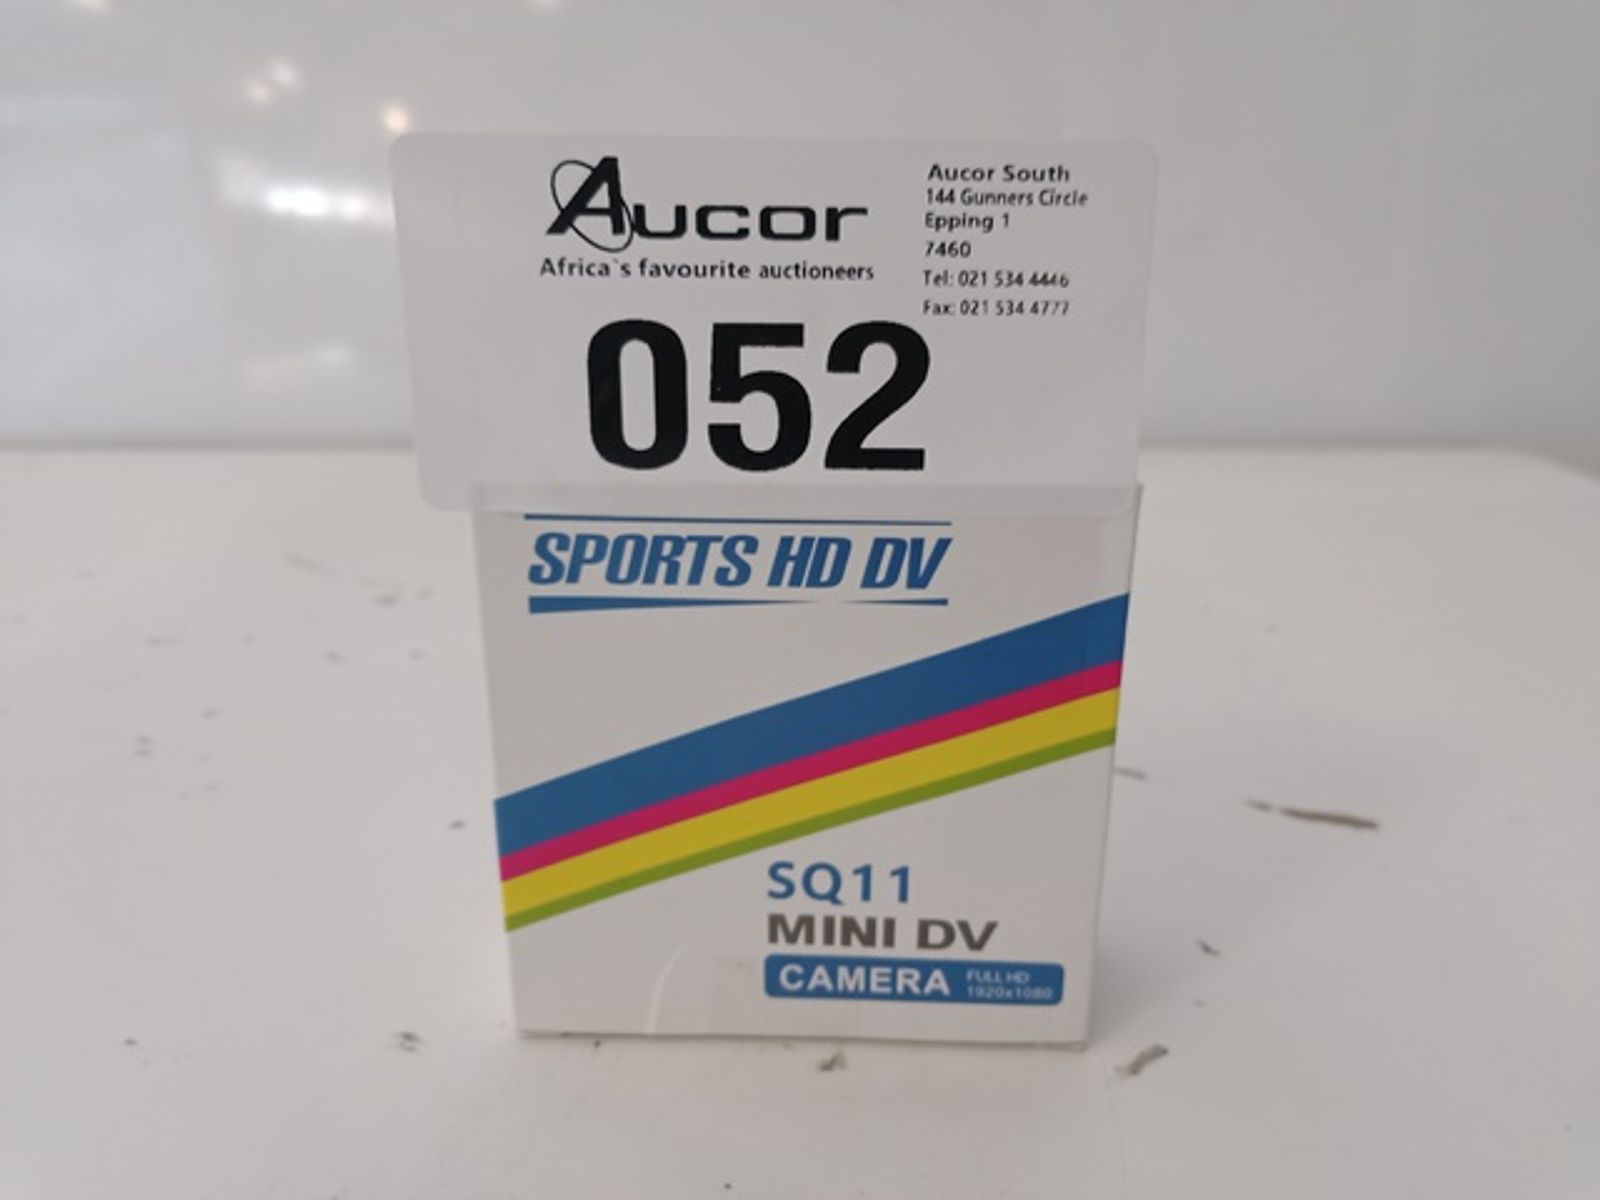 Aucor
Africa`s favourite auctioneers
Aucor South
144 Gunners Circle
Epping 1
7460
Tel: 021 534 4446
Fax: 021 534 4777
052
SPORTS HD DV
SQ11
MINI DV
CAMERA
FULL HD
1920x1080